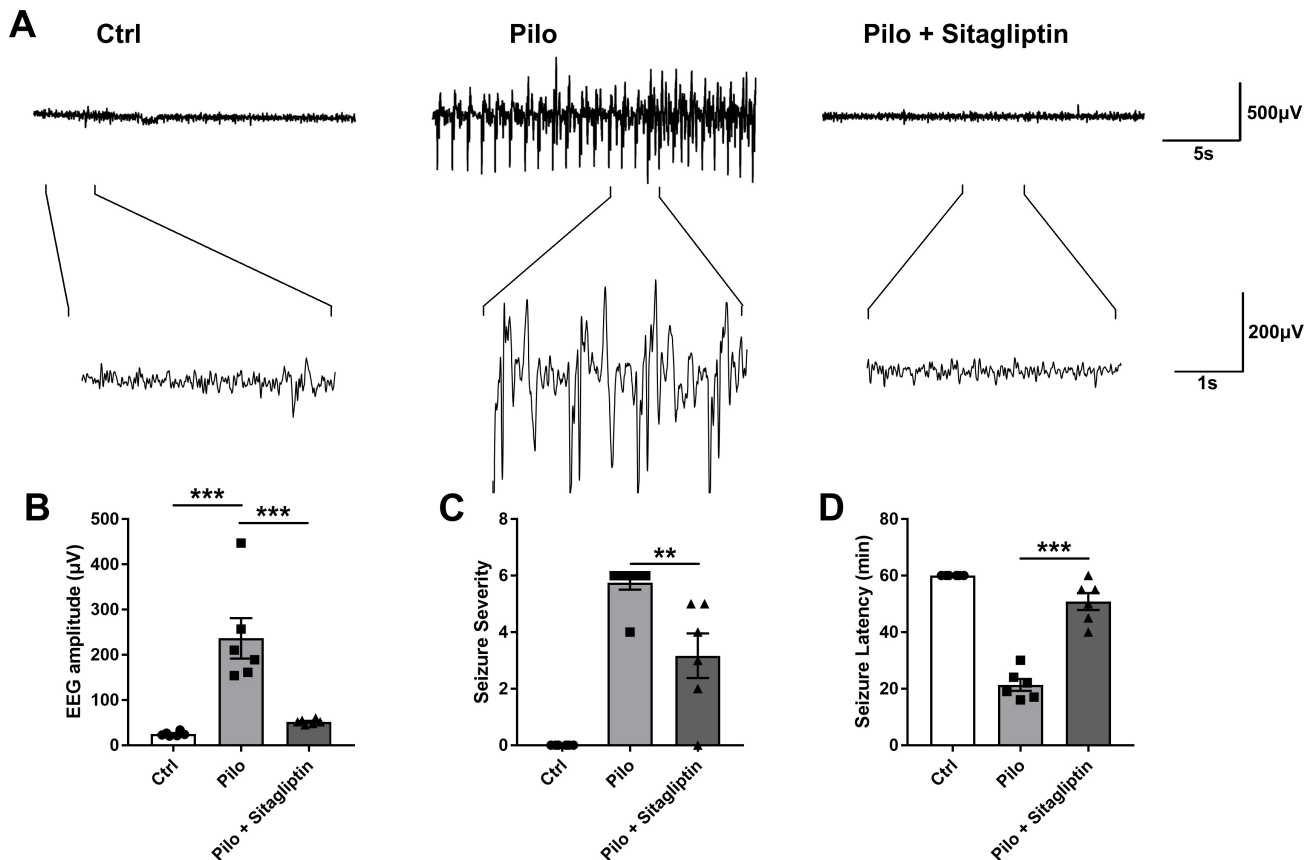 A
Ctrl
Pilo
Pilo + Sitagliptin
500μV
5s
200μV
1s
B
EEG amplitude (μV)
500
400
300
200
100
0
***
***
Ctrl
Pilo
Pilo + Sitagliptin
C
Seizure Severity
8
6
4
2
0
**
Ctrl
Pilo
Pilo + Sitagliptin
D
Seizure Latency (min)
80
60
40
20
0
***
Ctrl
Pilo
Pilo + Sitagliptin